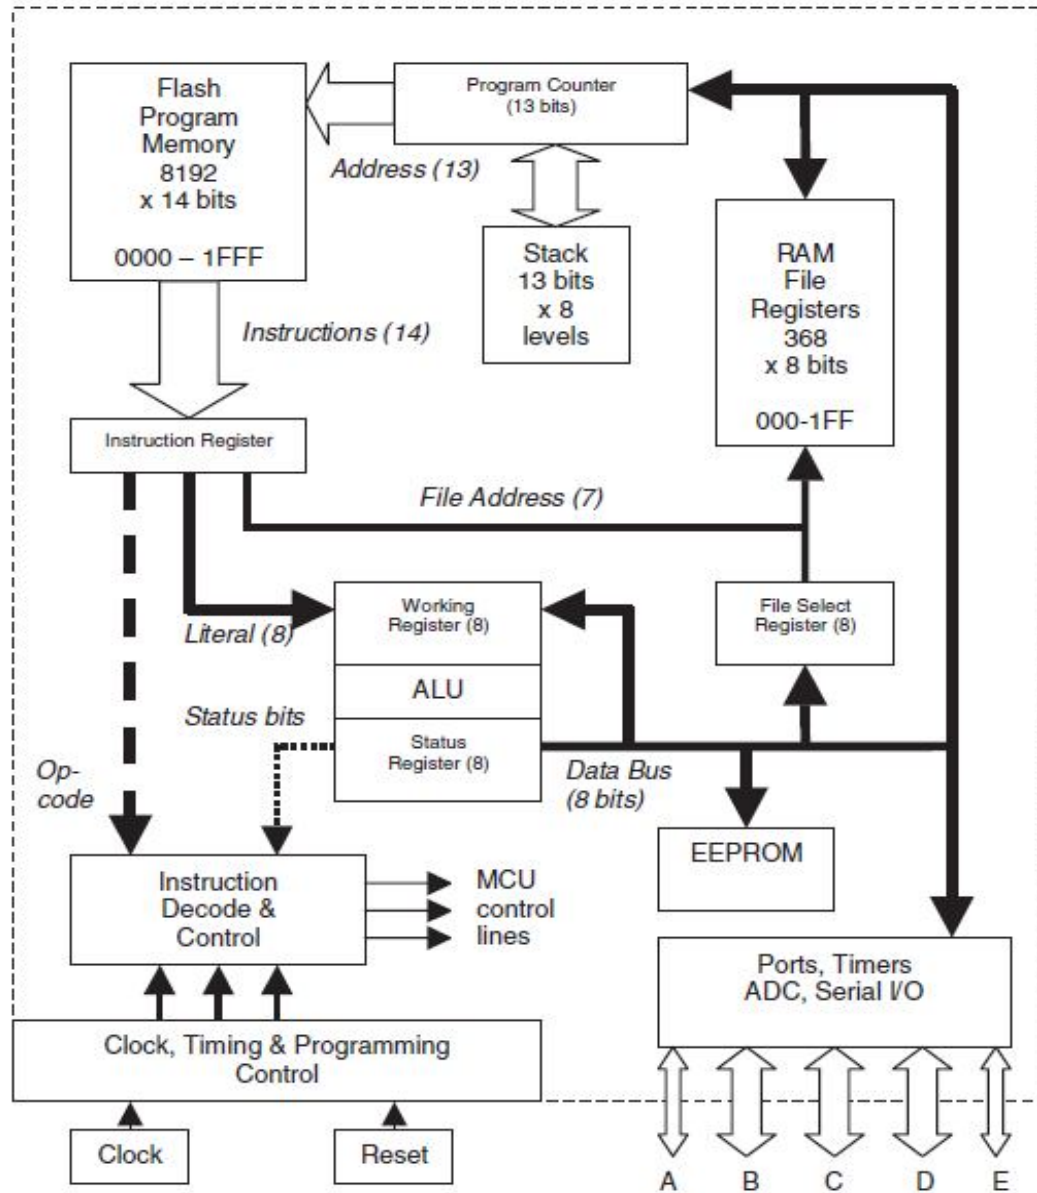 Flash
Program
Memory
8192
x 14 bits
0000 – 1FFF
Program Counter
(13 bits)
Address (13)
Stack
13 bits
x 8
levels
RAM
File
Registers
368
x 8 bits
000-1FF
Instructions (14)
Instruction Register
File Address (7)
Literal (8)
Working
Register (8)
ALU
Status
Register (8)
File Select
Register (8)
Status bits
Data Bus
(8 bits)
Op-
code
EEPROM
Instruction
Decode &
Control
MCU
control
lines
Ports, Timers
ADC, Serial I/O
Clock, Timing & Programming
Control
Clock
Reset
A
B
C
D
E